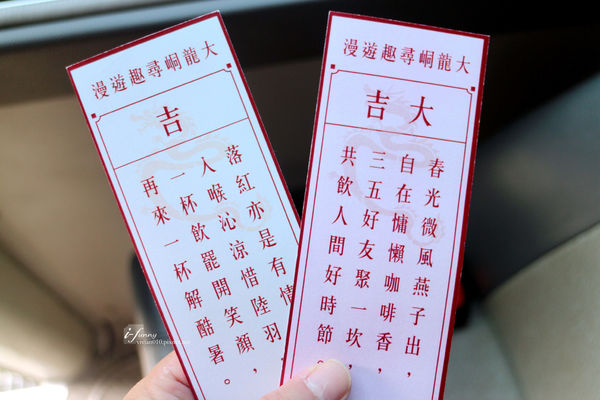 大龍峒尋趣遊漫
吉
落紅亦是有情
入喉沁涼惜陸羽，
一杯飲罷開笑顏，
再來一杯解酷暑。
大龍峒尋趣遊漫
大吉
春光微風燕子出，
自在慵懶咖啡香，
三五好友聚一坎，
共飲人間好時節。
i-funny